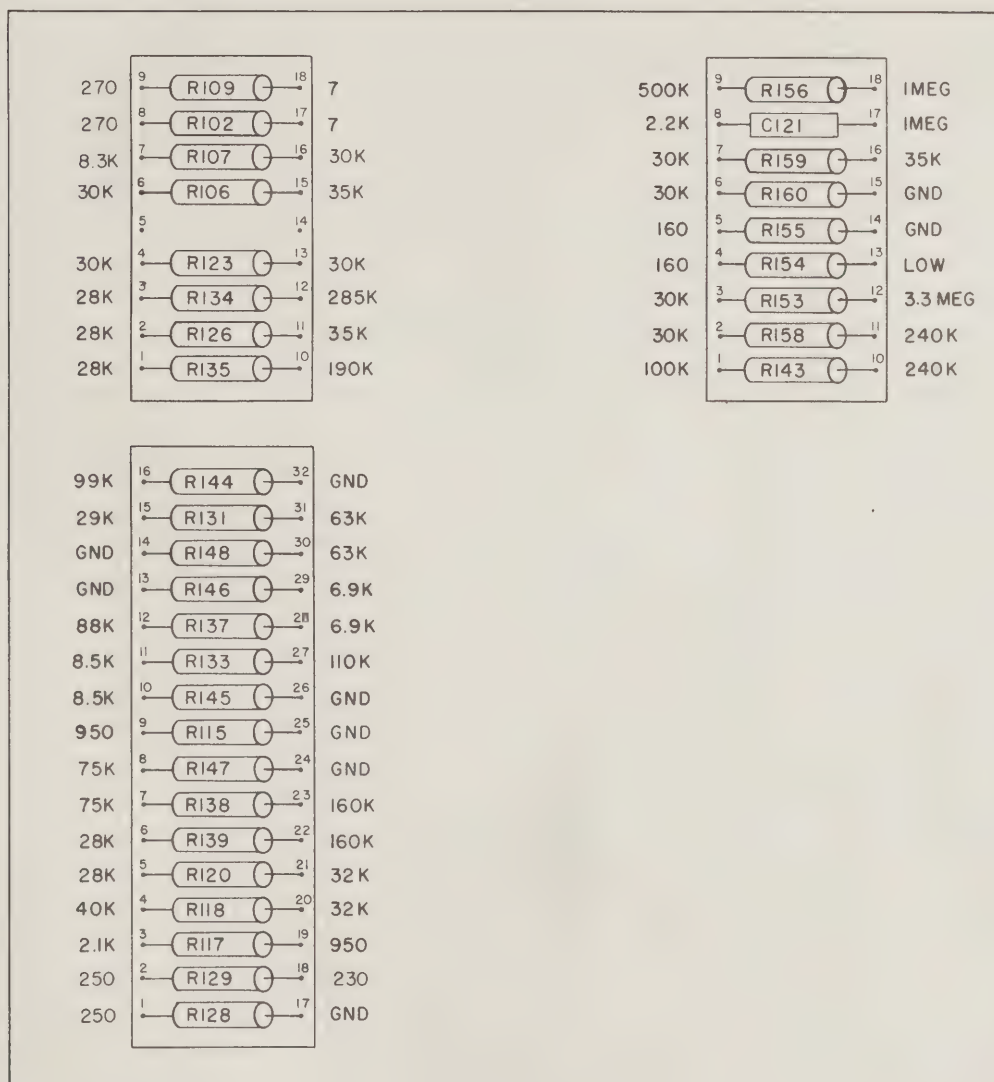 270 9 R109 18 7
270 8 R102 17 7
8.3K 7 R107 16 30K
30K 6 R106 15 35K
5 14
30K 4 R123 13 30K
28K 3 R134 12 285K
28K 2 R126 11 35K
28K 1 R135 10 190K
500K 9 R156 18 1MEG
2.2K 8 C121 17 1MEG
30K 7 R159 16 35K
30K 6 R160 15 GND
160 5 R155 14 GND
160 4 R154 13 LOW
30K 3 R153 12 3.3 MEG
30K 2 R158 11 240K
100K 1 R143 10 240K
99K 16 R144 32 GND
29K 15 R131 31 63K
GND 14 R148 30 63K
GND 13 R146 29 6.9K
88K 12 R137 28 6.9K
8.5K 11 R133 27 110K
8.5K 10 R145 26 GND
950 9 R115 25 GND
75K 8 R147 24 GND
75K 7 R138 23 160K
28K 6 R139 22 160K
28K 5 R120 21 32K
40K 4 R118 20 32K
2.1K 3 R117 19 950
250 2 R129 18 230
250 1 R128 17 GND